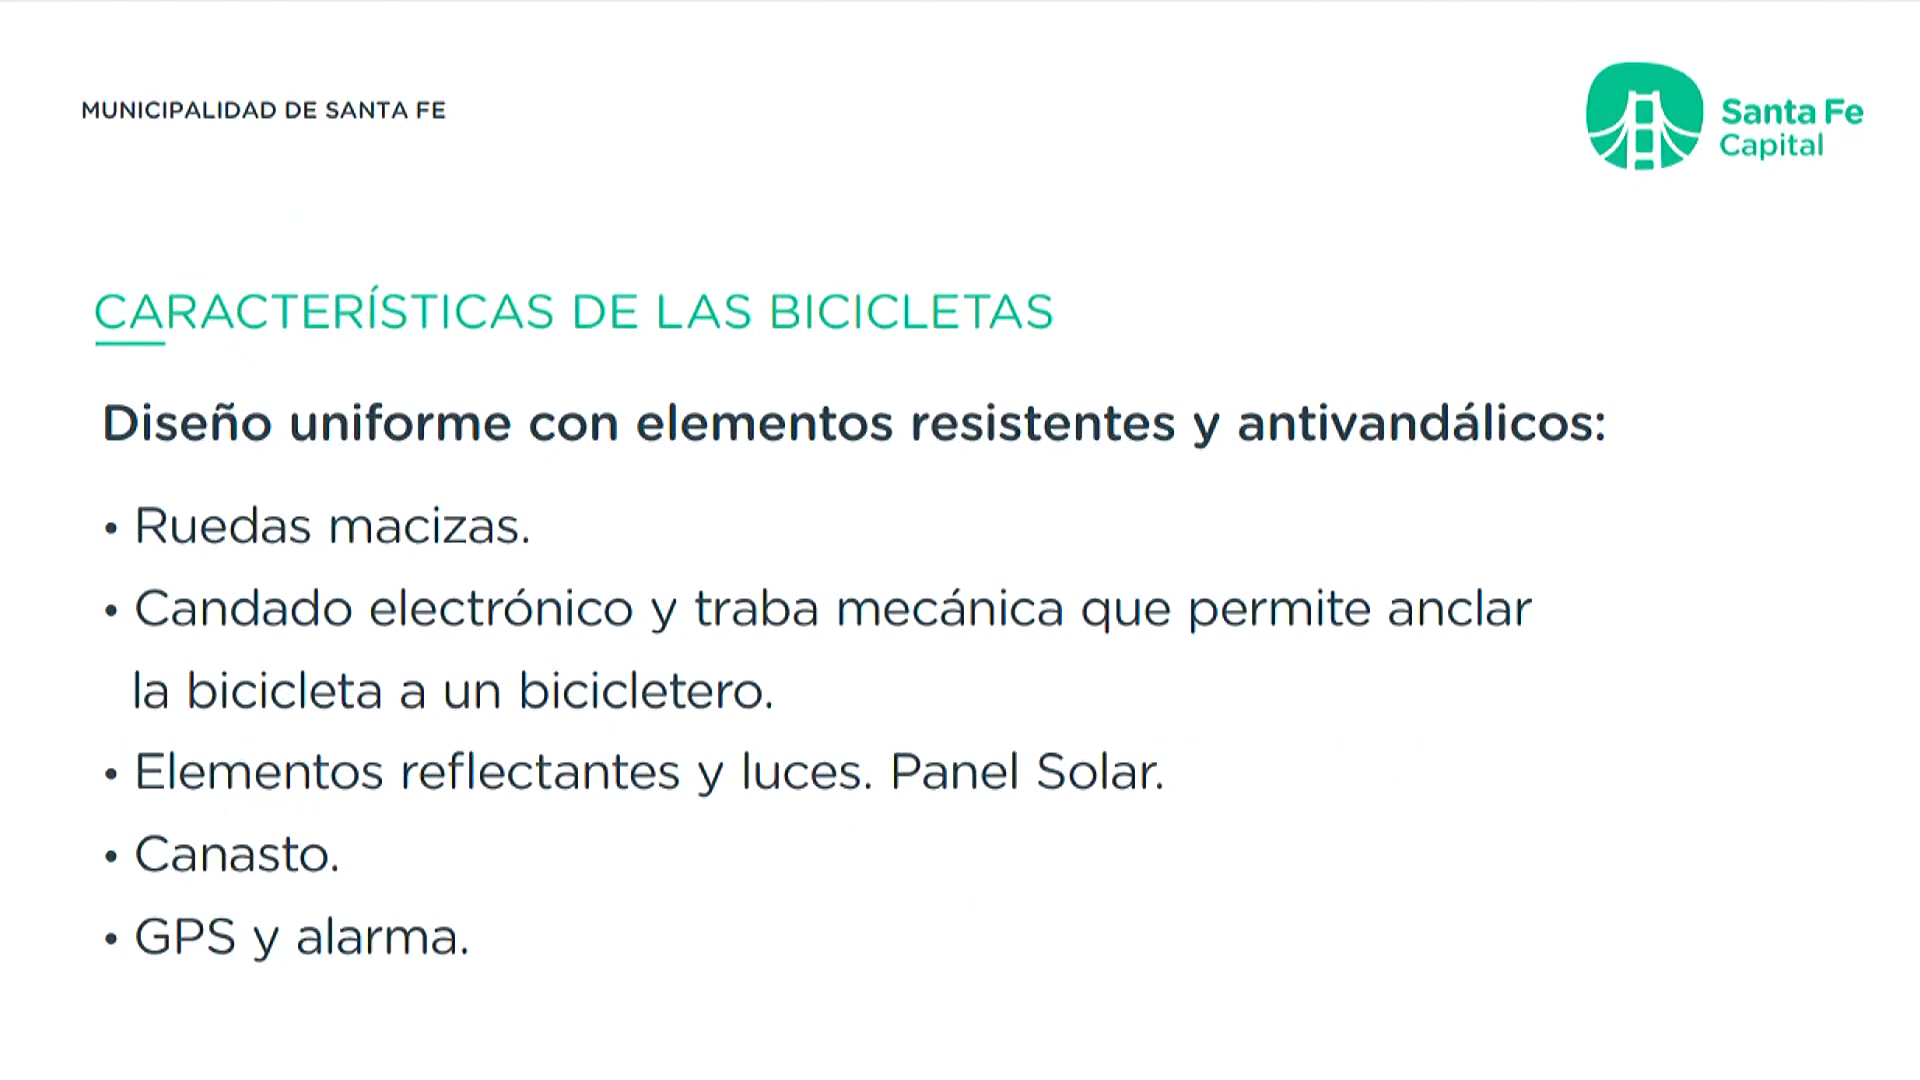 MUNICIPALIDAD DE SANTA FE
Santa Fe
Capital
CARACTERÍSTICAS DE LAS BICICLETAS
Diseño uniforme con elementos resistentes y antivandálicos:
• Ruedas macizas.
• Candado electrónico y traba mecánica que permite anclar
la bicicleta a un bicicletero.
• Elementos reflectantes y luces. Panel Solar.
• Canasto.
• GPS y alarma.